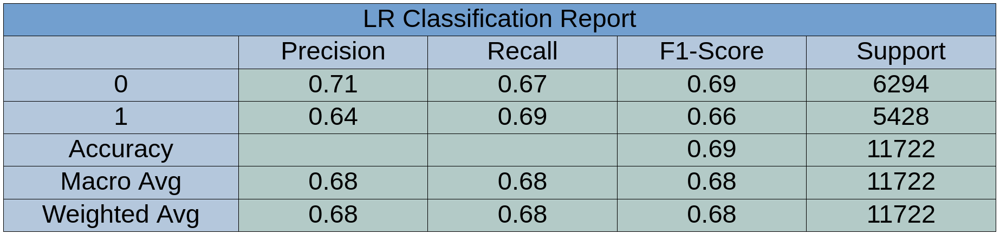 LR Classification Report
Precision Recall F1-Score Support
0 0.71 0.67 0.69 6294
1 0.64 0.69 0.66 5428
Accuracy 0.69 11722
Macro Avg 0.68 0.68 0.68 11722
Weighted Avg 0.68 0.68 0.68 11722